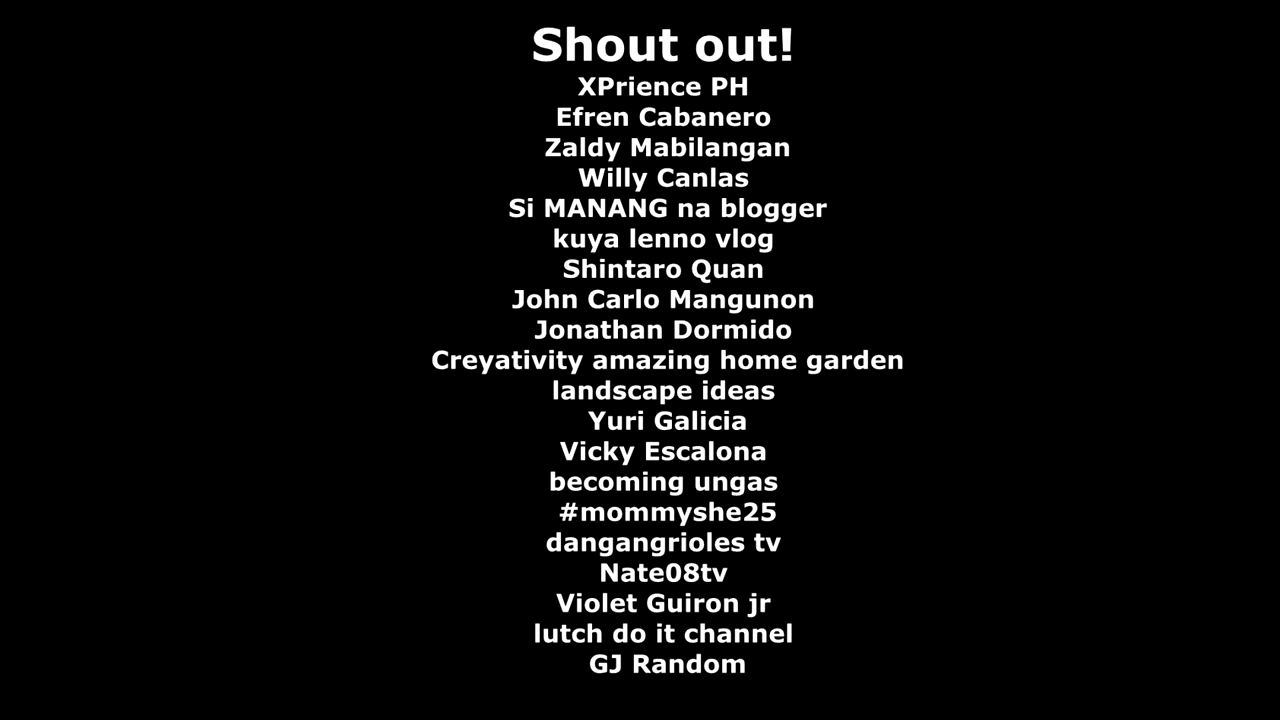 Shout out!
XPrience PH
Efren Cabanero
Zaldy Mabilangan
Willy Canlas
Si MANANG na blogger
kuya lenno vlog
Shintaro Quan
John Carlo Mangunon
Jonathan Dormido
Creyativity amazing home garden
landscape ideas
Yuri Galicia
Vicky Escalona
becoming ungas
#mommyshe25
dangangrioles tv
Nate08tv
Violet Guiron jr
lutch do it channel
GJ Random